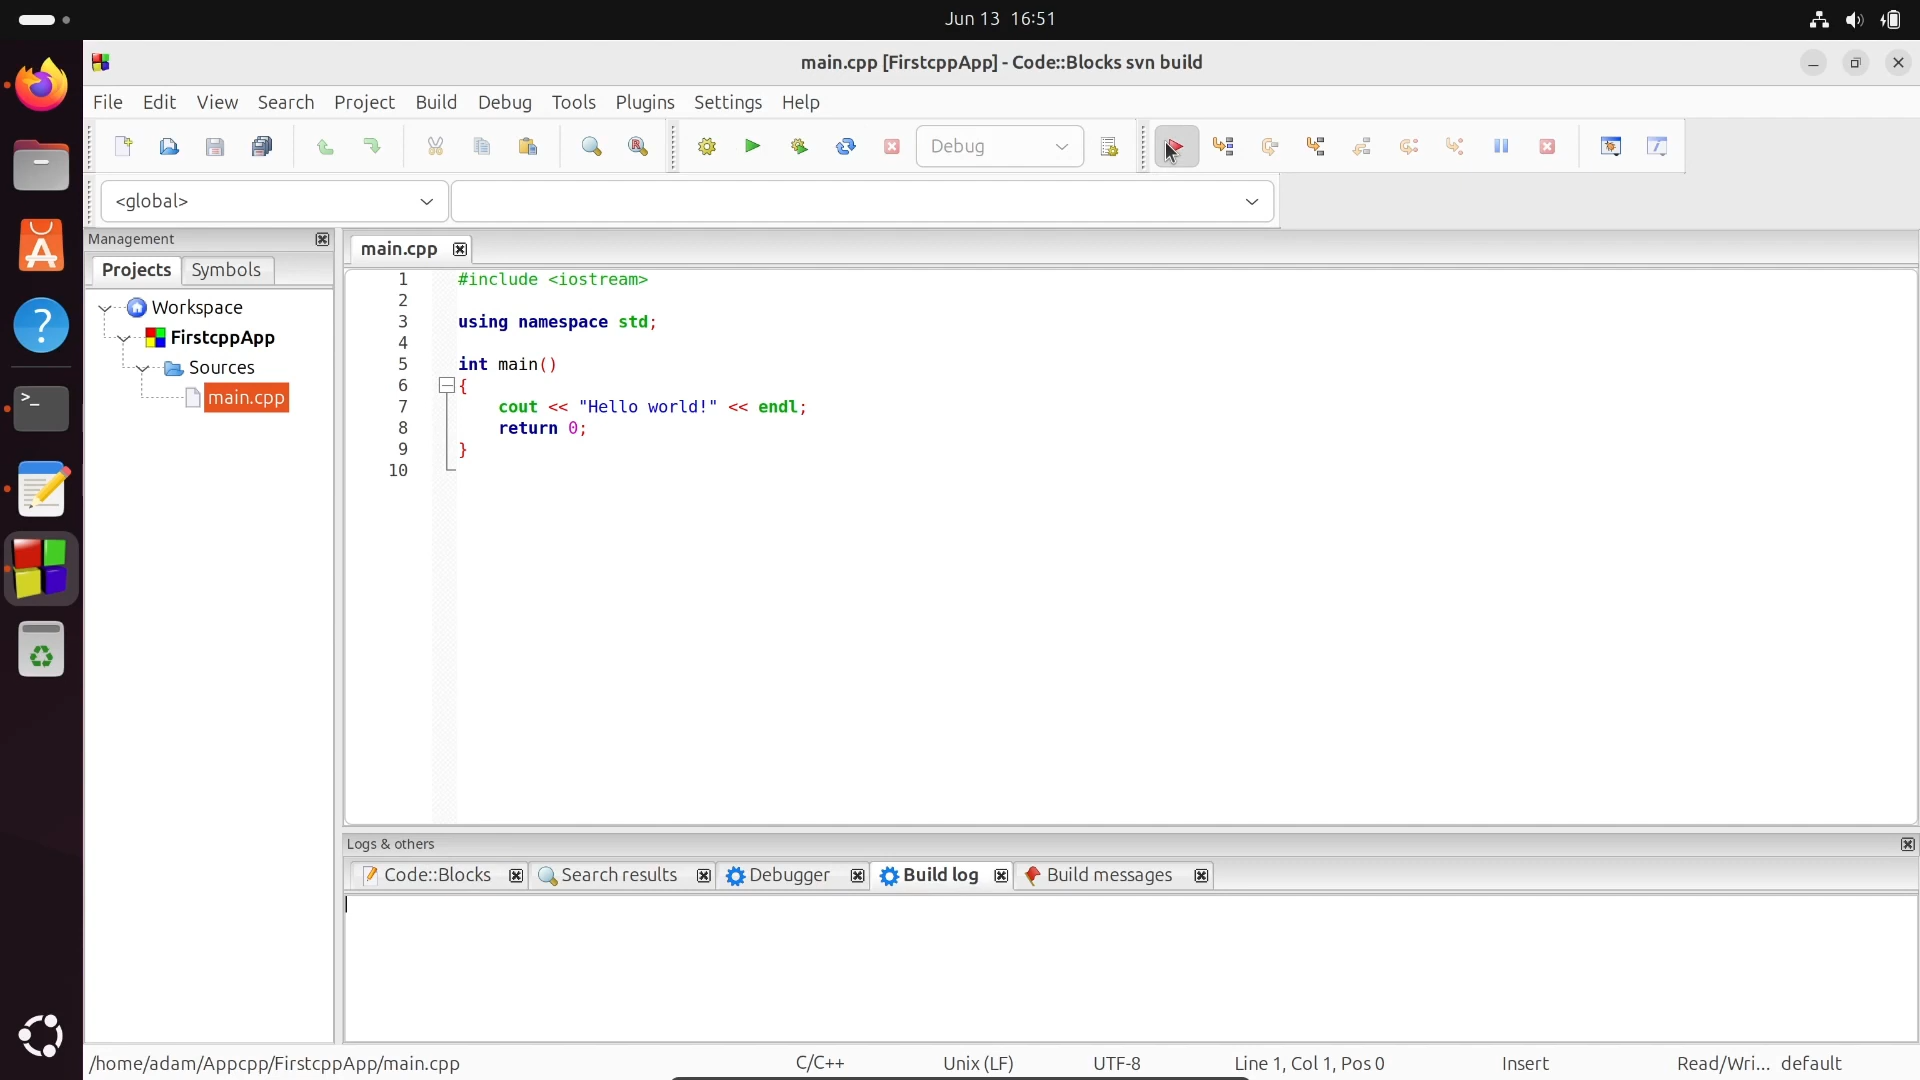 Jun 13 16:51
main.cpp [FirstcppApp] - Code::Blocks svn build
File Edit View Search Project Build Debug Tools Plugins Settings Help
Debug
<global>
Management
Projects Symbols
Workspace
FirstcppApp
Sources
main.cpp
main.cpp
1 #include <iostream>
2
3 using namespace std;
4
5 int main()
6 {
7 cout << "Hello world!" << endl;
8 return 0;
9 }
10
Logs & others
Code::Blocks Search results Debugger Build log Build messages
/home/adam/Appcpp/FirstcppApp/main.cpp C/C++ Unix (LF) UTF-8 Line 1, Col 1, Pos 0 Insert Read/Wri... default